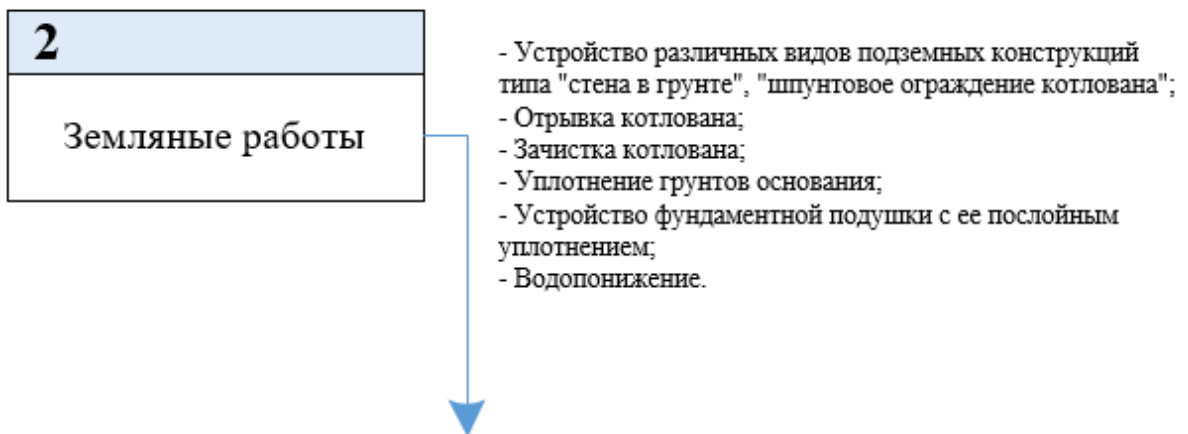 2
Земляные работы
- Устройство различных видов подземных конструкций
типа "стена в грунте", "шпунтовое ограждение котлована";
- Отрывка котлована;
- Зачистка котлована;
- Уплотнение грунтов основания;
- Устройство фундаментной подушки с ее послойным
уплотнением;
- Водопонижение.